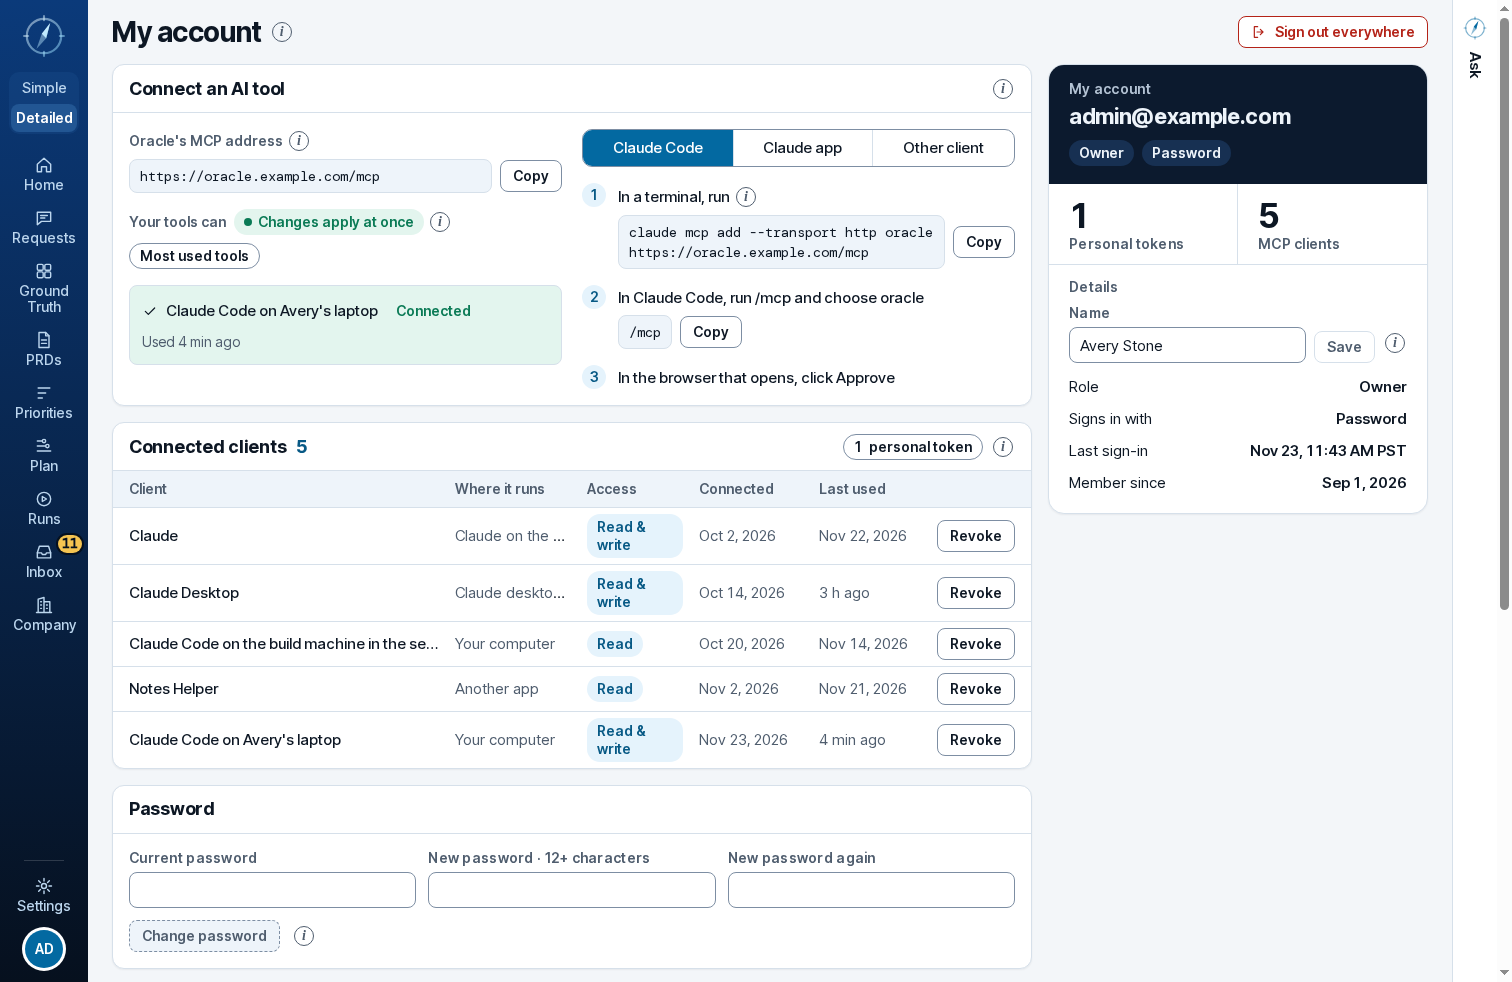 Simple
Detailed
Home
Requests
Ground
Truth
PRDs
Priorities
Plan
Runs
11
Inbox
Company
Settings
AD
My account
Sign out everywhere
Connect an AI tool
Oracle's MCP address
https://oracle.example.com/mcp
Copy
Your tools can
Changes apply at once
Most used tools
Claude Code on Avery's laptop
Connected
Used 4 min ago
Claude Code
Claude app
Other client
1
In a terminal, run
claude mcp add --transport http oracle
https://oracle.example.com/mcp
Copy
2
In Claude Code, run /mcp and choose oracle
/mcp
Copy
3
In the browser that opens, click Approve
Connected clients 5
1 personal token
Client Where it runs Access Connected Last used
Claude Claude on the ... Read & write Oct 2, 2026 Nov 22, 2026 Revoke
Claude Desktop Claude deskto... Read & write Oct 14, 2026 3 h ago Revoke
Claude Code on the build machine in the se... Your computer Read Oct 20, 2026 Nov 14, 2026 Revoke
Notes Helper Another app Read Nov 2, 2026 Nov 21, 2026 Revoke
Claude Code on Avery's laptop Your computer Read & write Nov 23, 2026 4 min ago Revoke
Password
Current password
New password · 12+ characters
New password again
Change password
My account
admin@example.com
Owner
Password
1
Personal tokens
5
MCP clients
Details
Name
Avery Stone
Save
Role Owner
Signs in with Password
Last sign-in Nov 23, 11:43 AM PST
Member since Sep 1, 2026
Ask